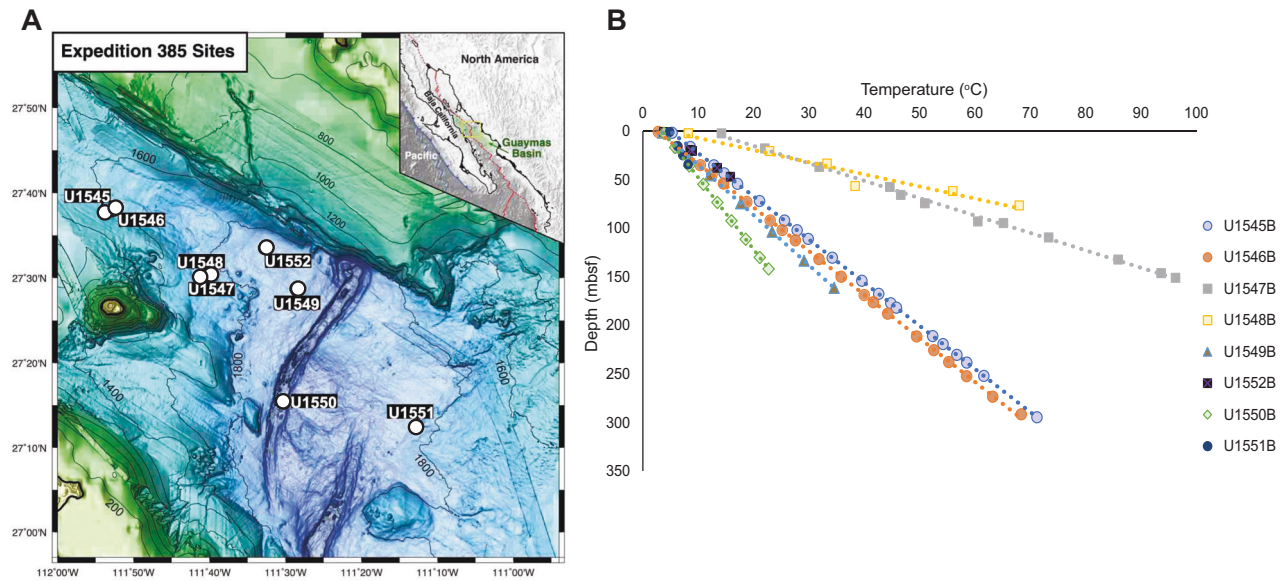 A
Expedition 385 Sites
North America
Baja California
Guaymas
Basin
Pacific
27°50'N
27°40'N
27°30'N
27°20'N
27°10'N
27°00'N
112°00'W
111°50'W
111°40'W
111°30'W
111°20'W
111°10'W
111°00'W
800
1600
1000
1200
U1545
U1546
U1552
U1548
U1547
U1549
1800
1600
1400
U1550
U1551
1800
200
B
Temperature (°C)
0 10 20 30 40 50 60 70 80 90 100
0
50
100
150
200
250
300
350
Depth (mbsf)
U1545B
U1546B
U1547B
U1548B
U1549B
U1552B
U1550B
U1551B